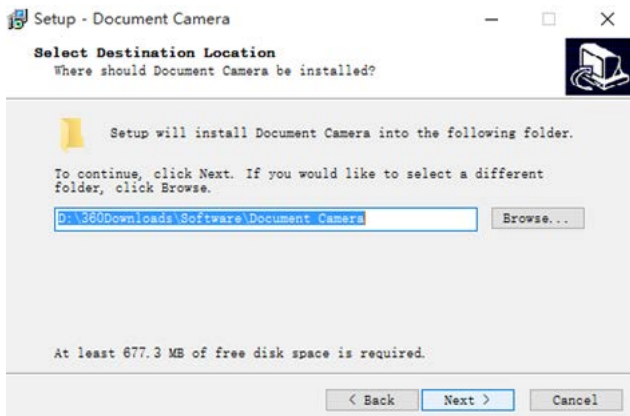 Setup - Document Camera
Select Destination Location
Where should Document Camera be installed?
Setup will install Document Camera into the following folder.
To continue, click Next. If you would like to select a different
folder, click Browse.
D:\360Downloads\Software\Document Camera
Browse...
At least 677.3 MB of free disk space is required.
< Back
Next >
Cancel